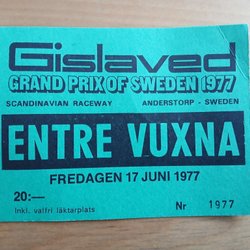 Gislaved
GRAND PRIX OF SWEDEN 1977
SCANDINAVIAN RACEWAY ANDERSTORP - SWEDEN
ENTRE VUXNA
FREDAGEN 17 JUNI 1977
20:—
inkl. valfri läktarplats
Nr 1977